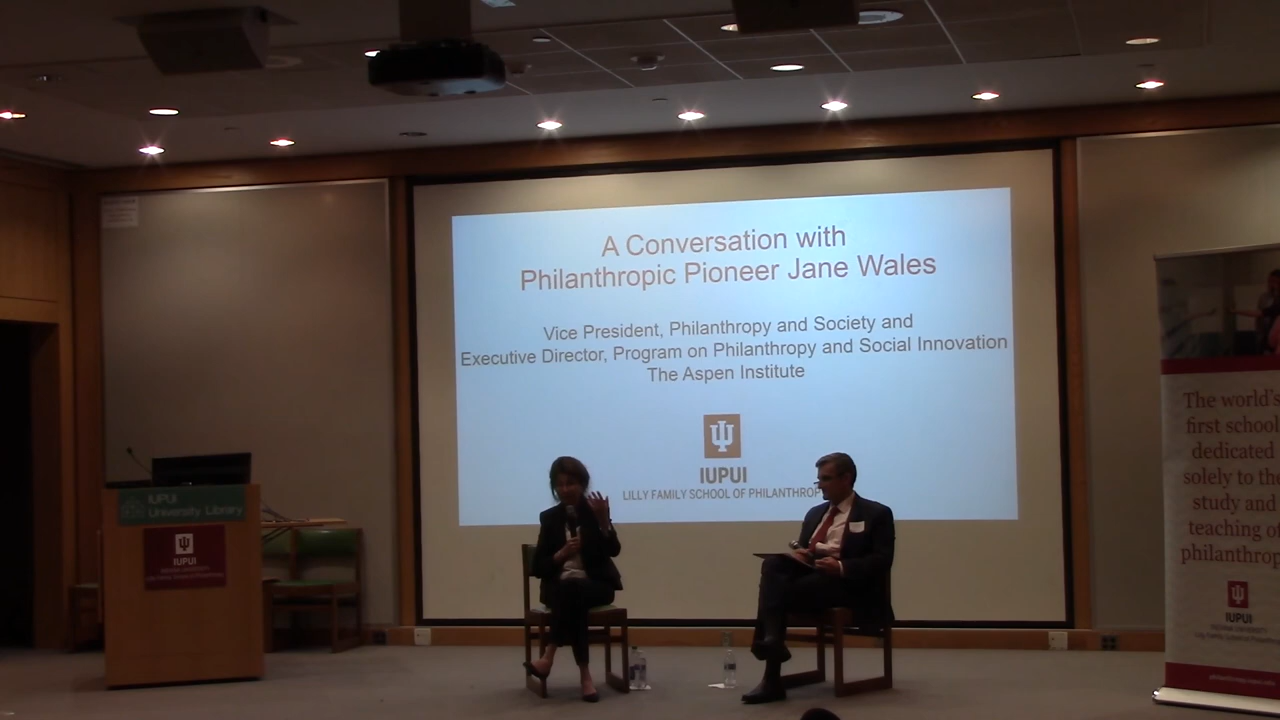 A Conversation with
Philanthropic Pioneer Jane Wales
Vice President, Philanthropy and Society and
Executive Director, Program on Philanthropy and Social Innovation
The Aspen Institute
IUPUI
LILLY FAMILY SCHOOL OF PHILANTHROP
IUPUI
University Library
IUPUI
The world's
first school
dedicated
solely to the
study and
teaching of
philanthrop
IUPUI